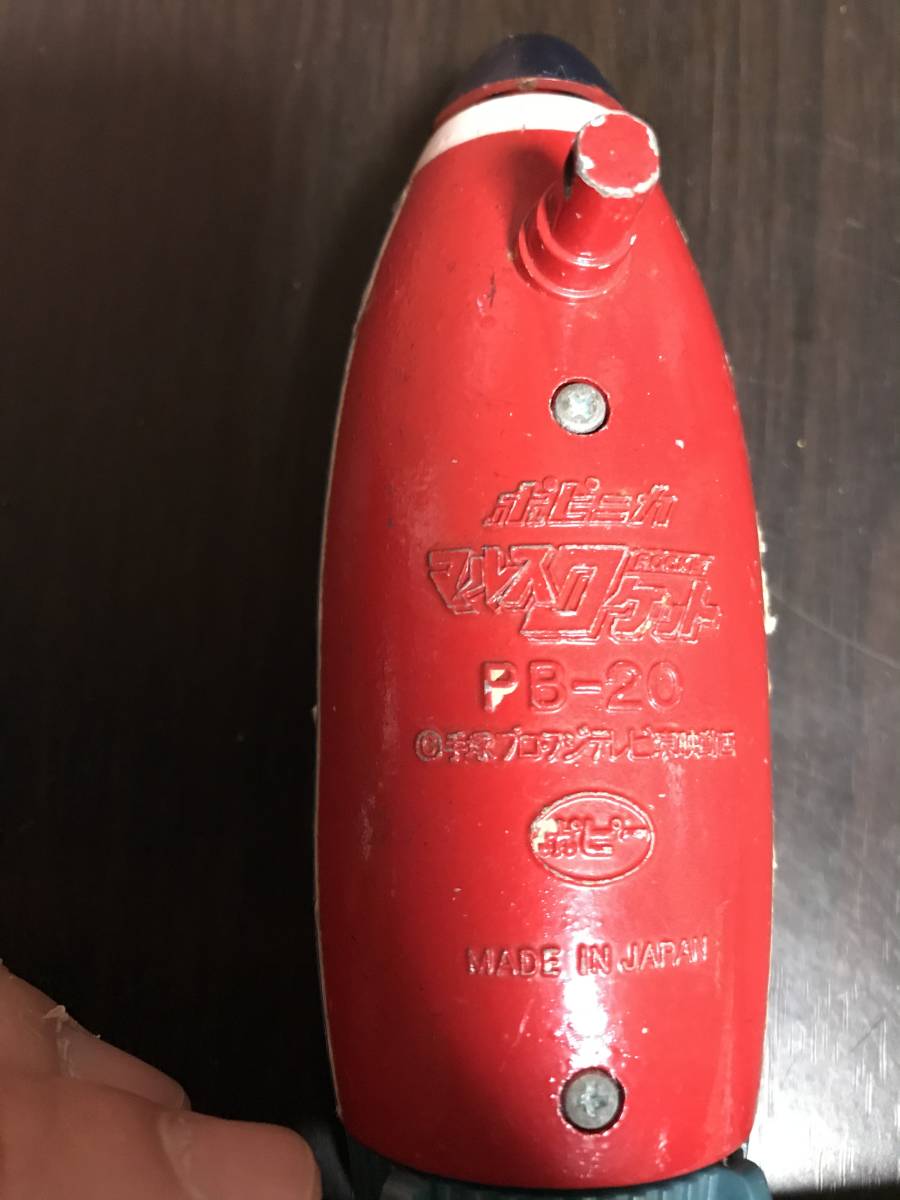 ポピニカ
マルスロケット
ROCKET
PB-20
©手塚プロフジテレビ東映動画
ポピー
MADE IN JAPAN